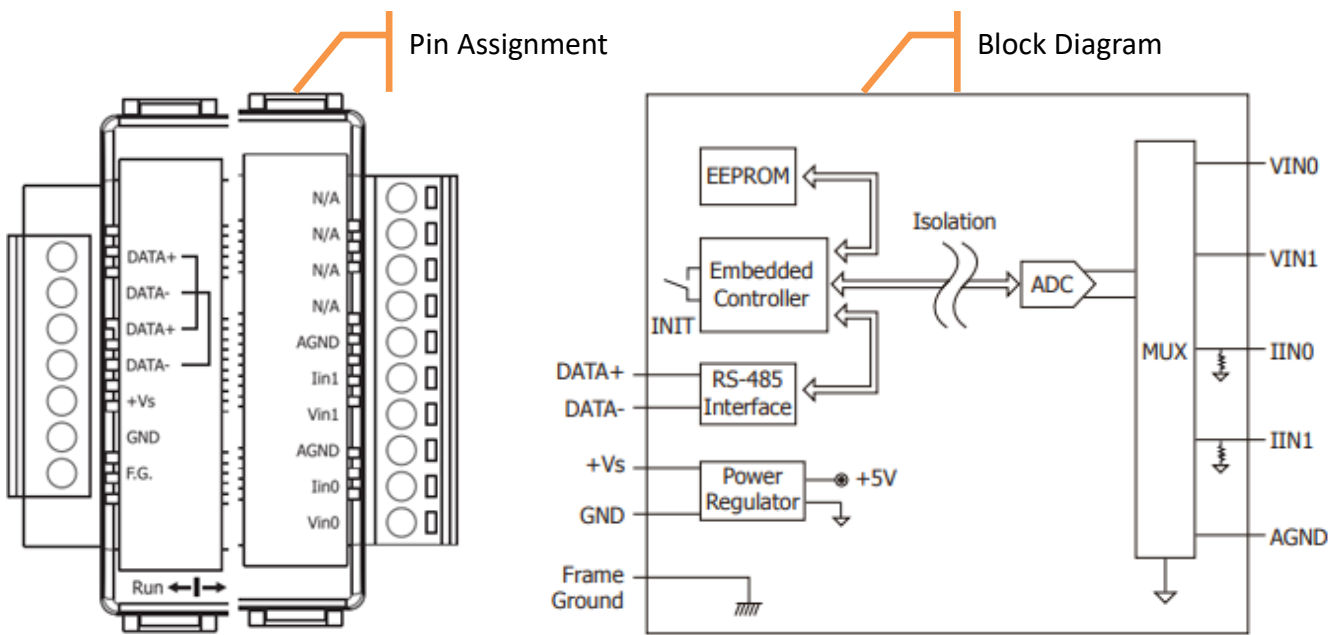 Pin Assignment
DATA+
DATA-
DATA+
DATA-
+Vs
GND
F.G.
Run
N/A
N/A
N/A
N/A
AGND
Iin1
Vin1
AGND
Iin0
Vin0
Block Diagram
EEPROM
Embedded
Controller
INIT
Isolation
ADC
MUX
VIN0
VIN1
IIN0
IIN1
AGND
DATA+
DATA-
RS-485
Interface
+Vs
GND
Power
Regulator
+5V
Frame
Ground